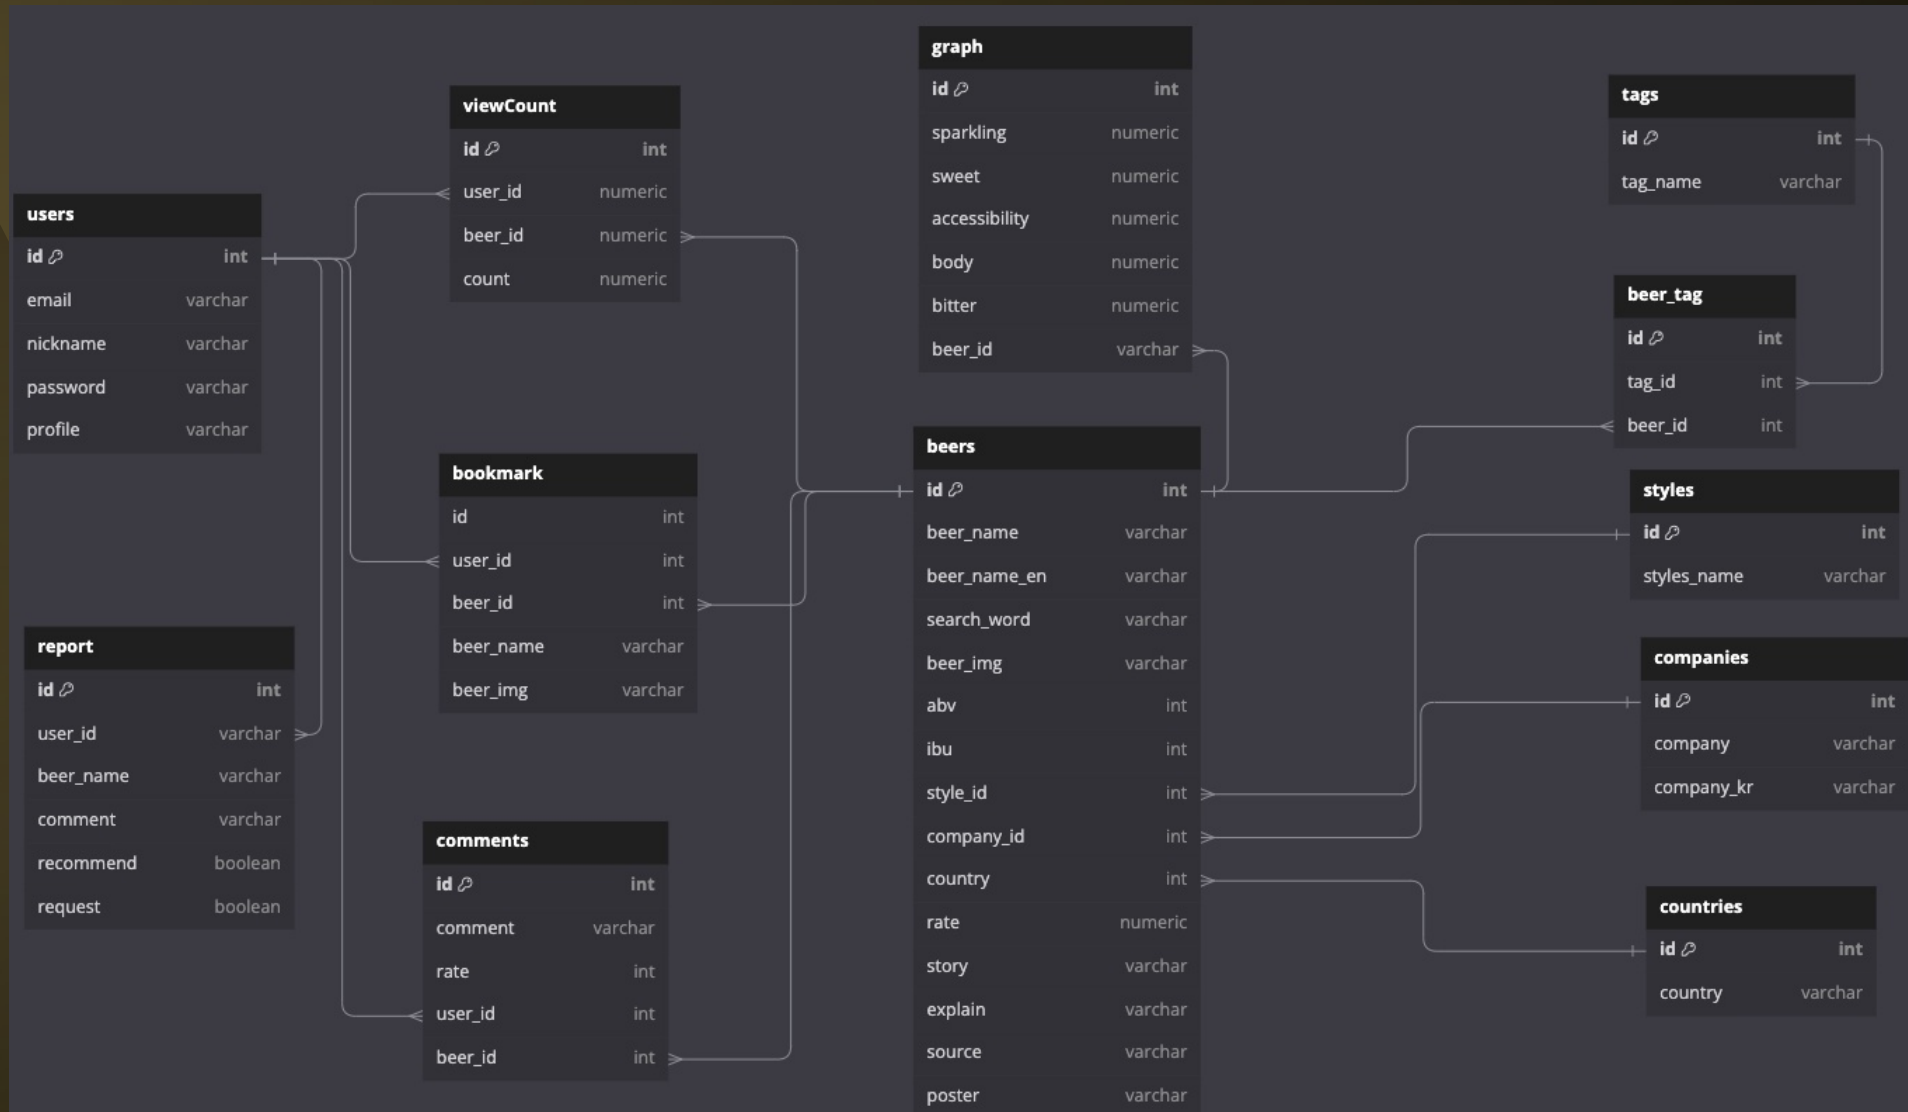 users
id int
email varchar
nickname varchar
password varchar
profile varchar
report
id int
user_id varchar
beer_name varchar
comment varchar
recommend boolean
request boolean
viewCount
id int
user_id numeric
beer_id numeric
count numeric
bookmark
id int
user_id int
beer_id int
beer_name varchar
beer_img varchar
comments
id int
comment varchar
rate int
user_id int
beer_id int
graph
id int
sparkling numeric
sweet numeric
accessibility numeric
body numeric
bitter numeric
beer_id varchar
beers
id int
beer_name varchar
beer_name_en varchar
search_word varchar
beer_img varchar
abv int
ibu int
style_id int
company_id int
country int
rate numeric
story varchar
explain varchar
source varchar
poster varchar
tags
id int
tag_name varchar
beer_tag
id int
tag_id int
beer_id int
styles
id int
styles_name varchar
companies
id int
company varchar
company_kr varchar
countries
id int
country varchar